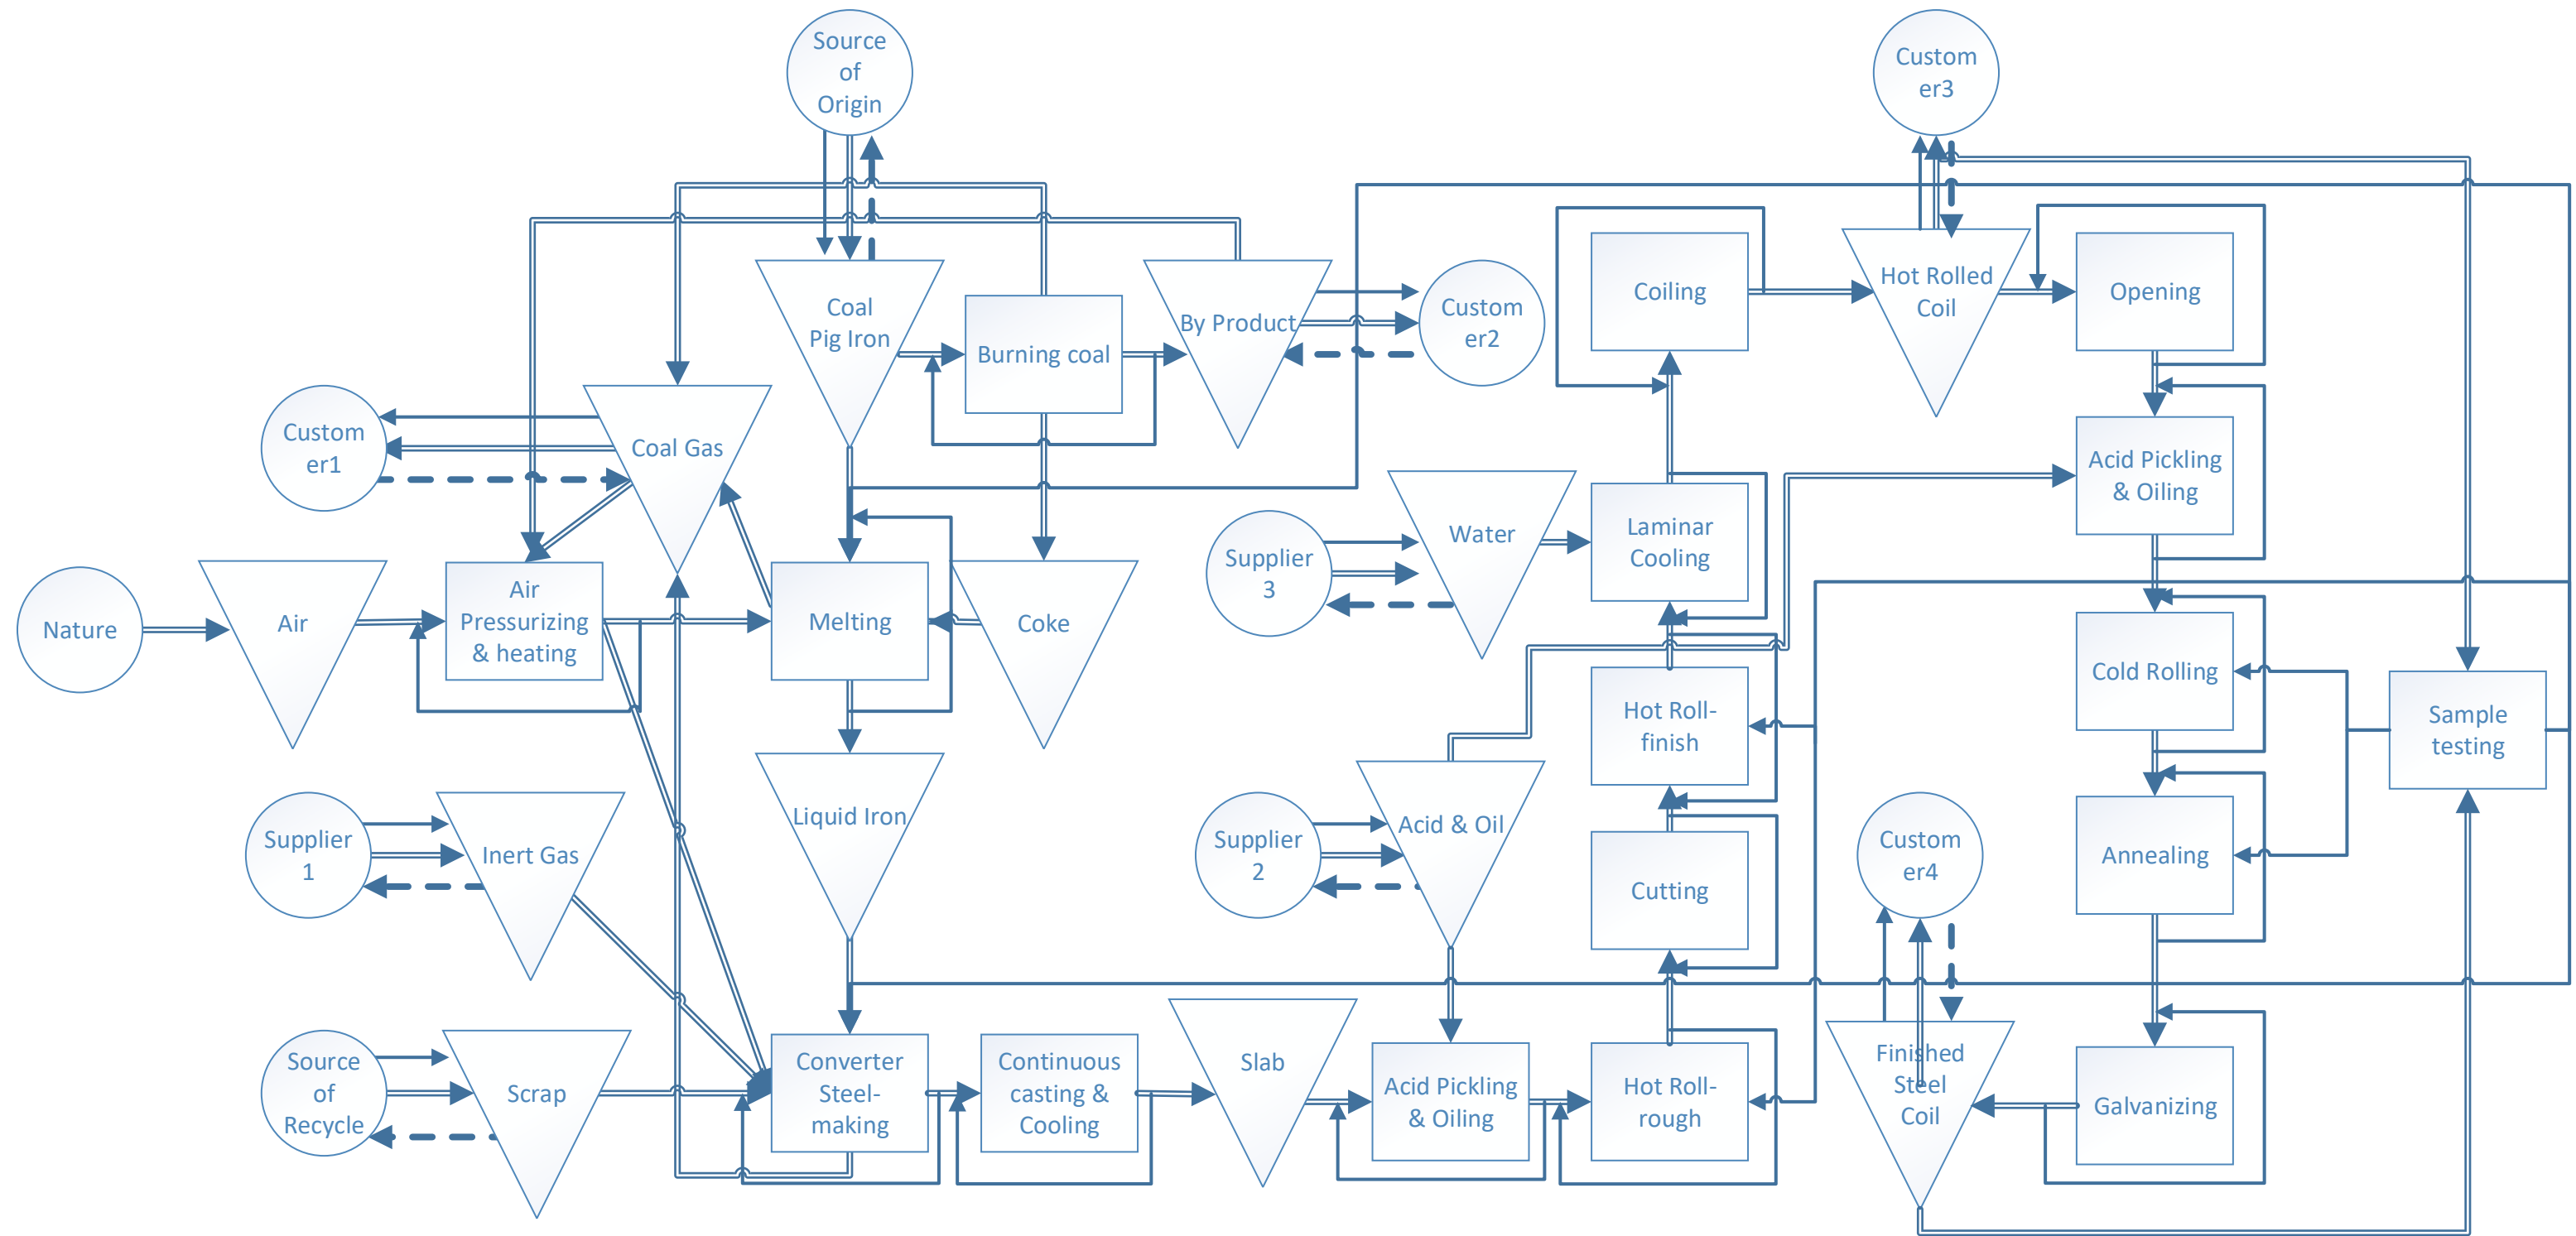 Source
of
Origin
Custom
er3
Coal
Pig Iron
Burning coal
By Product
Custom
er2
Coiling
Hot Rolled
Coil
Opening
Custom
er1
Coal Gas
Acid Pickling
& Oiling
Supplier
3
Water
Laminar
Cooling
Nature
Air
Air
Pressurizing
& heating
Melting
Coke
Hot Roll-
finish
Cold Rolling
Sample
testing
Supplier
1
Inert Gas
Liquid Iron
Supplier
2
Acid & Oil
Cutting
Custom
er4
Annealing
Source
of
Recycle
Scrap
Converter
Steel-
making
Continuous
casting &
Cooling
Slab
Acid Pickling
& Oiling
Hot Roll-
rough
Finished
Steel
Coil
Galvanizing